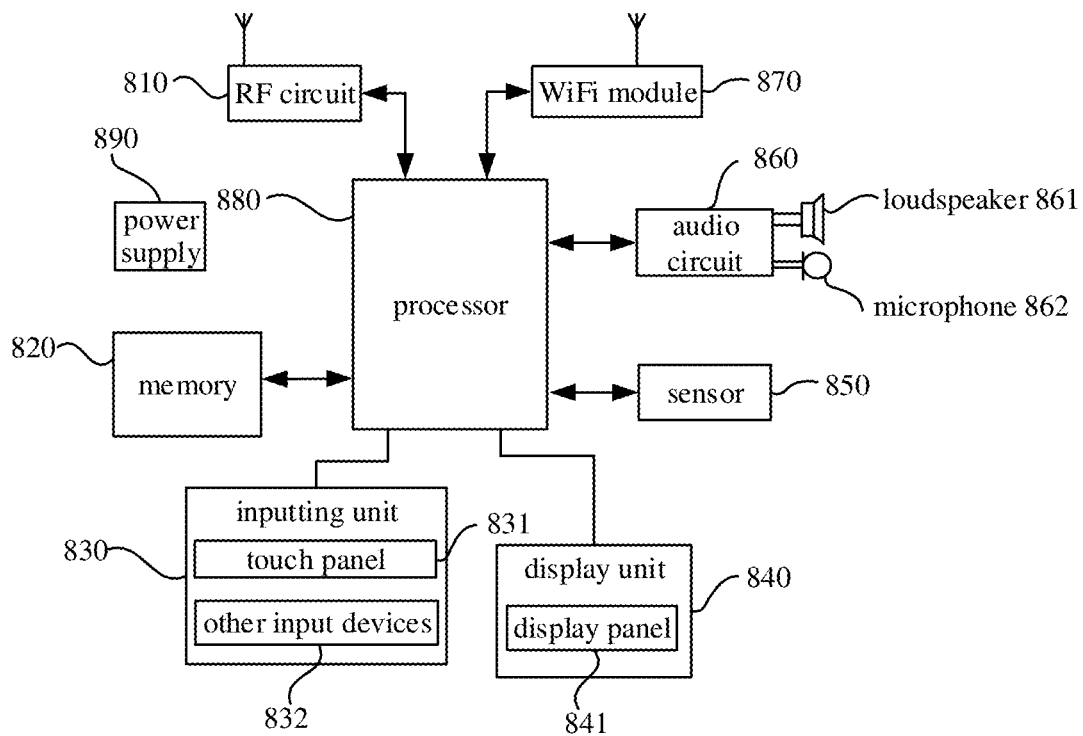 810
RF circuit
WiFi module
870
890
power
supply
880
processor
860
audio
circuit
loudspeaker 861
microphone 862
820
memory
sensor
850
inputting unit
830
touch panel
831
other input devices
832
display unit
840
display panel
841